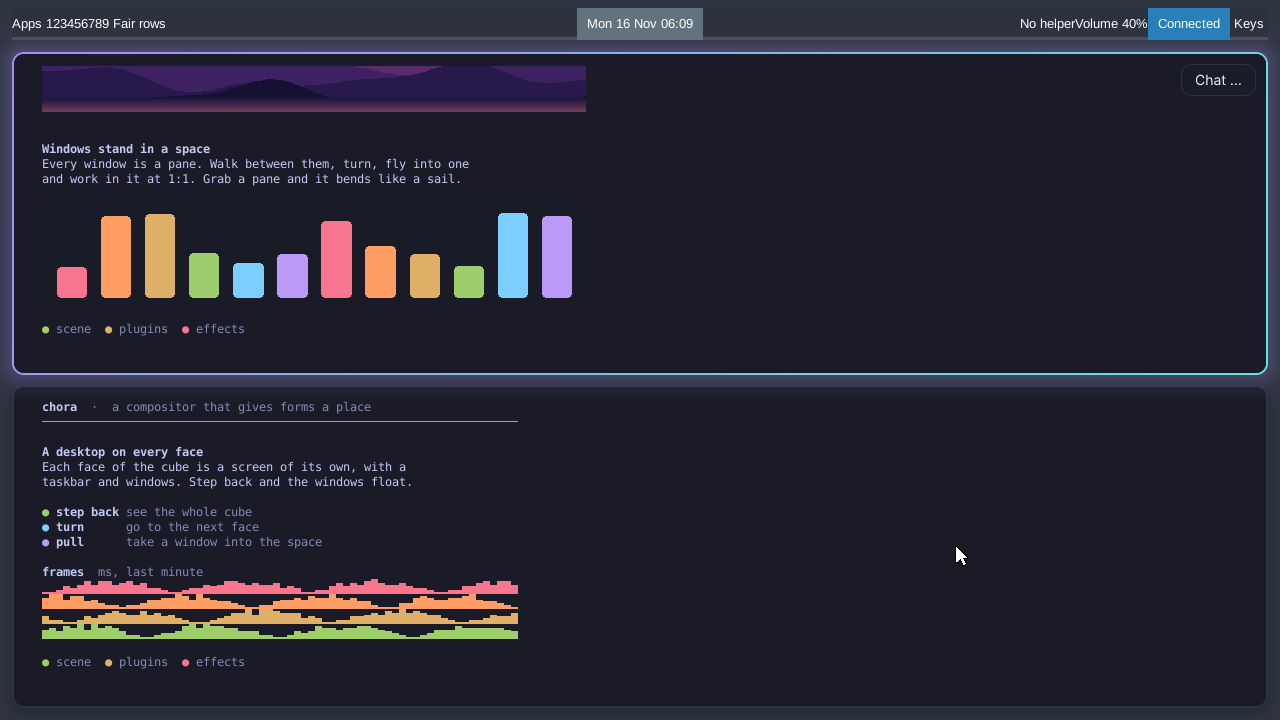 Apps 123456789 Fair rows
Mon 16 Nov 06:09
No helperVolume 40%
Connected
Keys
Chat ...
Windows stand in a space
Every window is a pane. Walk between them, turn, fly into one
and work in it at 1:1. Grab a pane and it bends like a sail.
● scene ● plugins ● effects
chora · a compositor that gives forms a place
A desktop on every face
Each face of the cube is a screen of its own, with a
taskbar and windows. Step back and the windows float.
● step back see the whole cube
● turn go to the next face
● pull take a window into the space
frames ms, last minute
● scene ● plugins ● effects